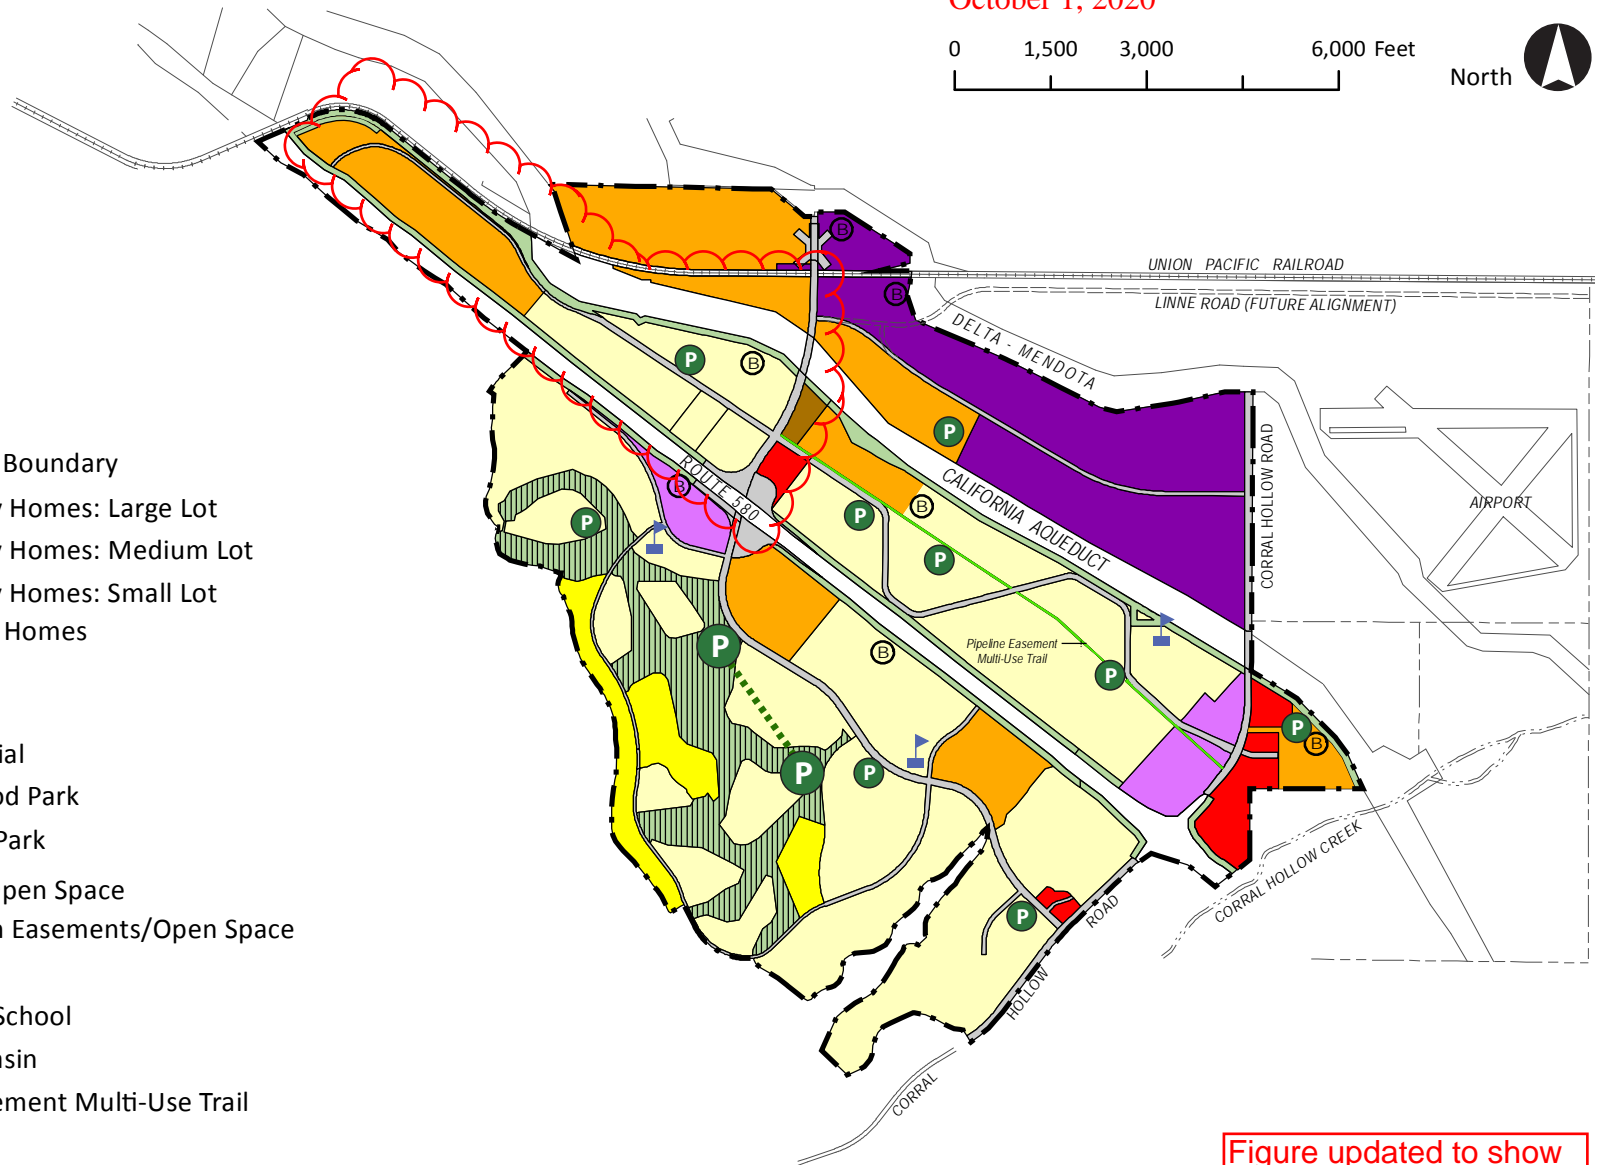 October 1, 2020
0 1,500 3,000 6,000 Feet
North
UNION PACIFIC RAILROAD
LINNE ROAD (FUTURE ALIGNMENT)
DELTA - MENDOTA
B
B
P
B
P
CORRAL HOLLOW ROAD
AIRPORT
Boundary
y Homes: Large Lot
y Homes: Medium Lot
y Homes: Small Lot
Homes
ROUTE 580
CALIFORNIA AQUEDUCT
B
B
P
P
P
Pipeline Easement
Multi-Use Trail
P
B
P
P
B
ial
od Park
Park
pen Space
n Easements/Open Space
School
asin
ement Multi-Use Trail
P
P
P
CORRAL HOLLOW CREEK
CORRAL HOLLOW ROAD
Figure updated to show